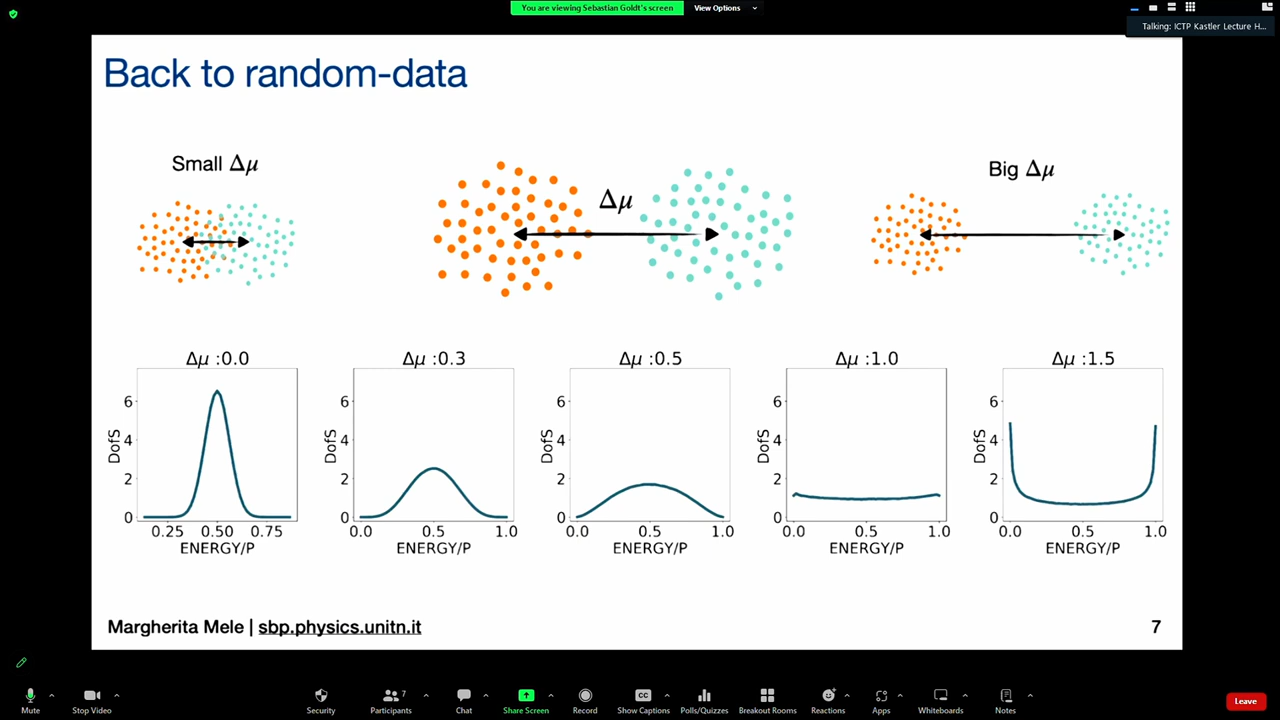 You are viewing Sebastian Goldt's screen
View Options
Talking: ICTP Kastler Lecture H...
Back to random-data
Small Δμ
Δμ
Big Δμ
Δμ :0.0
Δμ :0.3
Δμ :0.5
Δμ :1.0
Δμ :1.5
DofS
6
4
2
0
0.25 0.50 0.75
ENERGY/P
DofS
6
4
2
0
0.0 0.5 1.0
ENERGY/P
DofS
6
4
2
0
0.0 0.5 1.0
ENERGY/P
DofS
6
4
2
0
0.0 0.5 1.0
ENERGY/P
DofS
6
4
2
0
0.0 0.5 1.0
ENERGY/P
Margherita Mele | sbp.physics.unitn.it
7
Mute
Stop Video
Security
Participants 7
Chat
Share Screen
Record
CC
Show Captions
Polls/Quizzes
Breakout Rooms
Reactions
Apps
Whiteboards
Notes
Leave